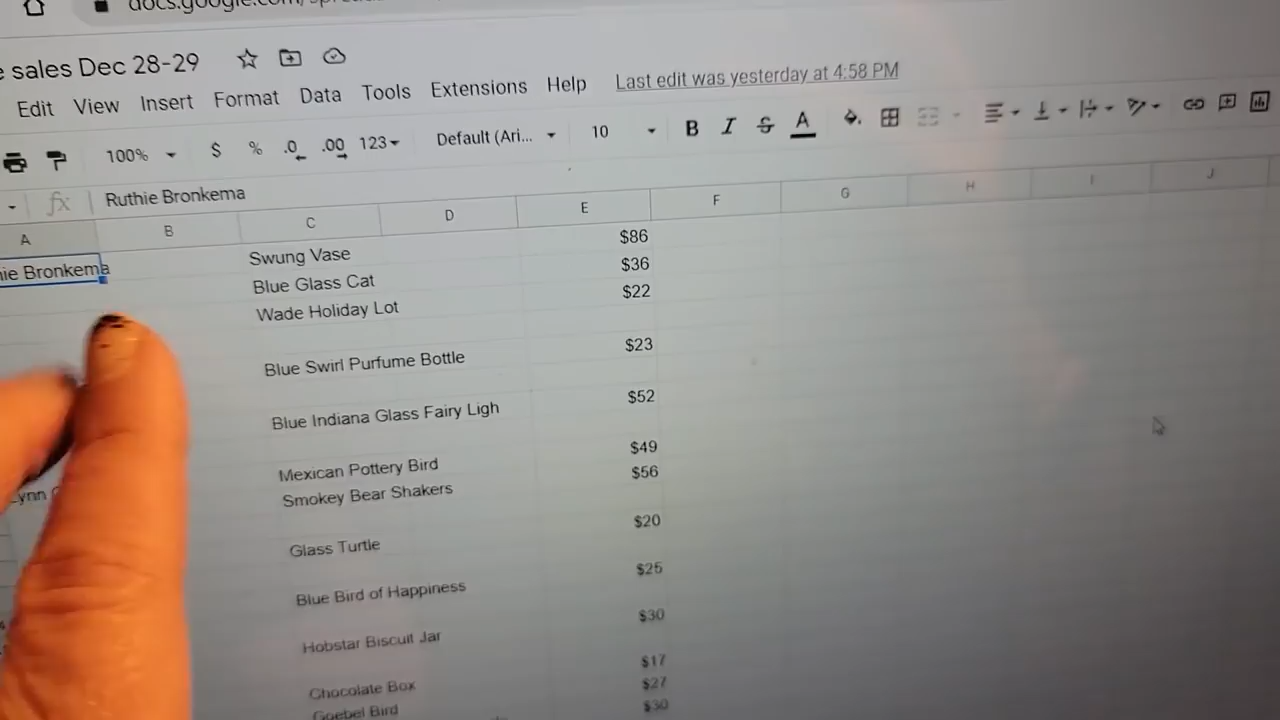 docs.google.com/sprea
sales Dec 28-29
Edit View Insert Format Data Tools Extensions Help Last edit was yesterday at 4:58 PM
100% $ % .0 .00 123 Default (Ari... 10 B I S A
fx Ruthie Bronkema
A B C D E F G H I J
hie Bronkema Swung Vase $86
Blue Glass Cat $36
Wade Holiday Lot $22
Blue Swirl Purfume Bottle $23
Blue Indiana Glass Fairy Ligh $52
Mexican Pottery Bird $49
Lynn Smokey Bear Shakers $56
Glass Turtle $20
Blue Bird of Happiness $25
Hobstar Biscuit Jar $30
Chocolate Box $17
Goebel Bird $27
$30